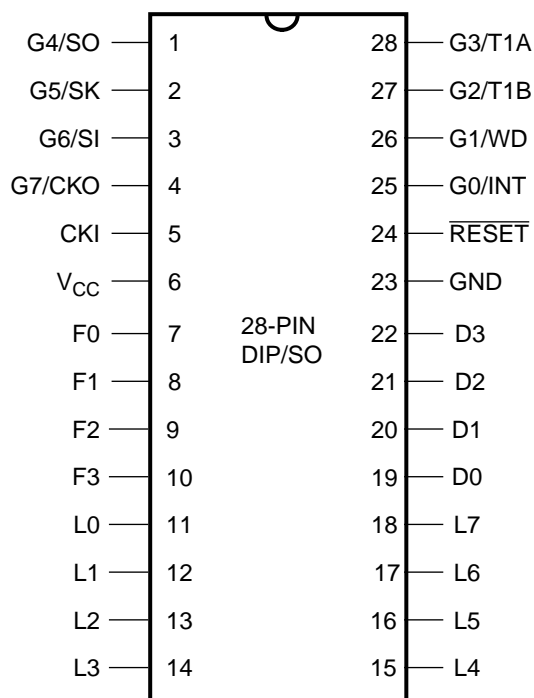 G4/SO 1 28 G3/T1A
G5/SK 2 27 G2/T1B
G6/SI 3 26 G1/WD
G7/CKO 4 25 G0/INT
CKI 5 24 RESET
VCC 6 23 GND
F0 7 28-PIN 22 D3
DIP/SO
F1 8 21 D2
F2 9 20 D1
F3 10 19 D0
L0 11 18 L7
L1 12 17 L6
L2 13 16 L5
L3 14 15 L4